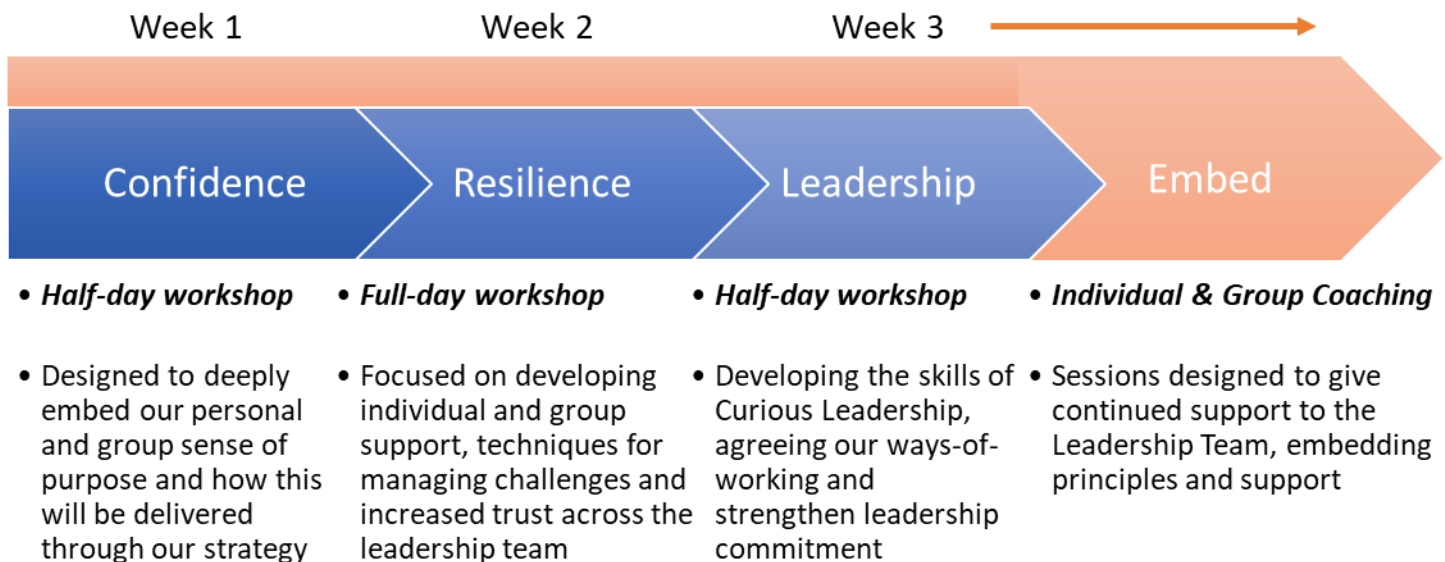 Week 1
Week 2
Week 3
Confidence
Resilience
Leadership
Embed
• Half-day workshop
• Designed to deeply
embed our personal
and group sense of
purpose and how this
will be delivered
through our strategy
• Full-day workshop
• Focused on developing
individual and group
support, techniques for
managing challenges and
increased trust across the
leadership team
• Half-day workshop
• Developing the skills of
Curious Leadership,
agreeing our ways-of-
working and
strengthen leadership
commitment
• Individual & Group Coaching
• Sessions designed to give
continued support to the
Leadership Team, embedding
principles and support